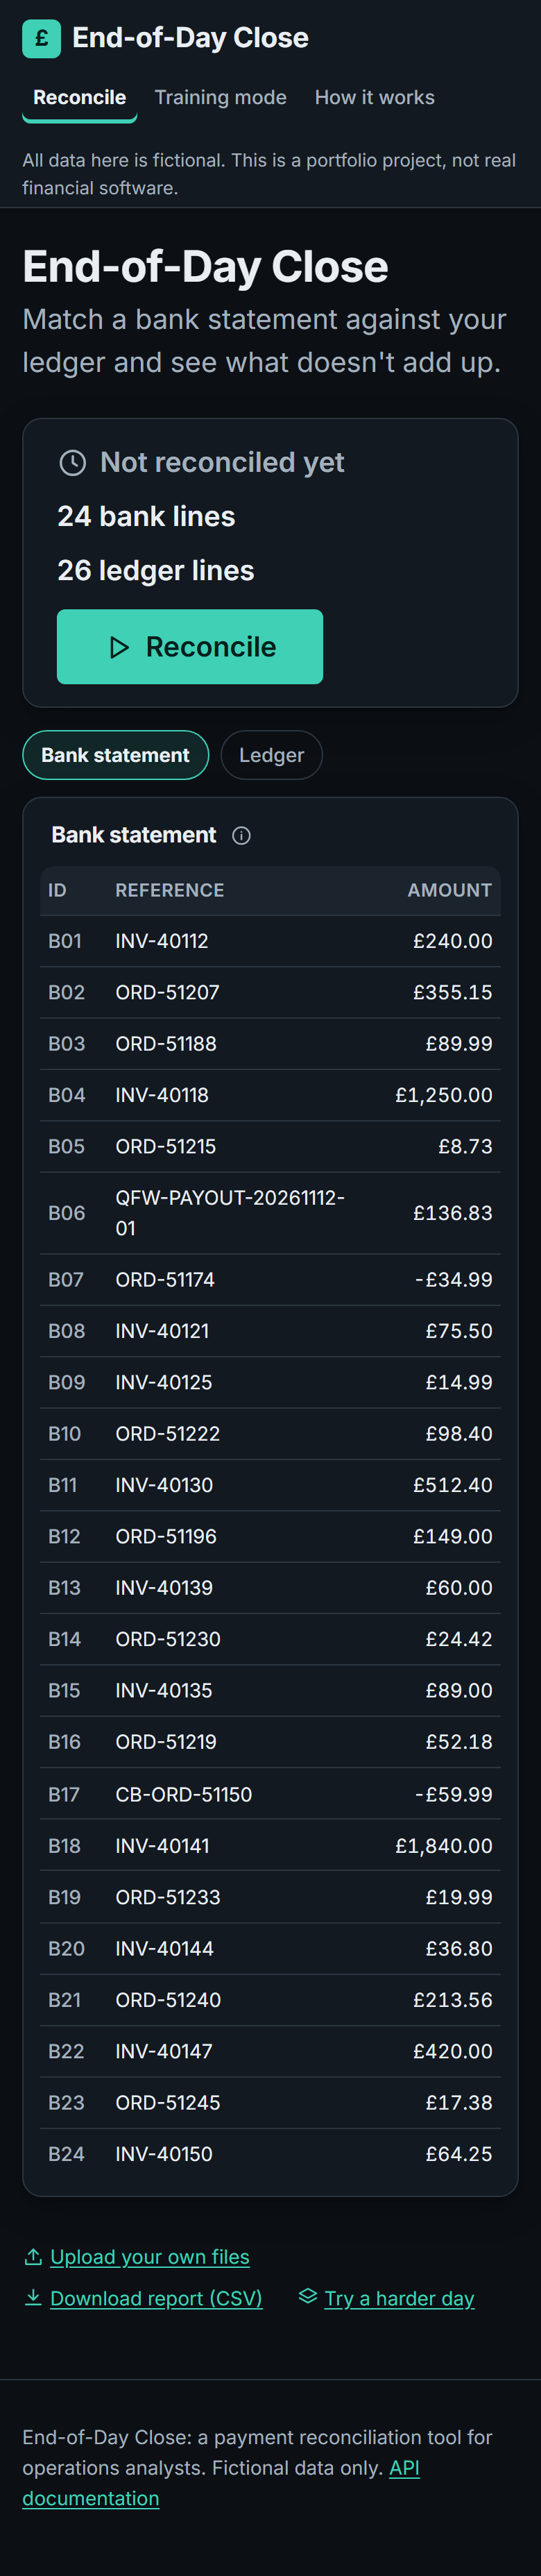 £ End-of-Day Close
Reconcile Training mode How it works
All data here is fictional. This is a portfolio project, not real
financial software.
End-of-Day Close
Match a bank statement against your
ledger and see what doesn't add up.
Not reconciled yet
24 bank lines
26 ledger lines
Reconcile
Bank statement Ledger
Bank statement
ID REFERENCE AMOUNT
B01 INV-40112 £240.00
B02 ORD-51207 £355.15
B03 ORD-51188 £89.99
B04 INV-40118 £1,250.00
B05 ORD-51215 £8.73
B06 QFW-PAYOUT-20261112-
01 £136.83
B07 ORD-51174 -£34.99
B08 INV-40121 £75.50
B09 INV-40125 £14.99
B10 ORD-51222 £98.40
B11 INV-40130 £512.40
B12 ORD-51196 £149.00
B13 INV-40139 £60.00
B14 ORD-51230 £24.42
B15 INV-40135 £89.00
B16 ORD-51219 £52.18
B17 CB-ORD-51150 -£59.99
B18 INV-40141 £1,840.00
B19 ORD-51233 £19.99
B20 INV-40144 £36.80
B21 ORD-51240 £213.56
B22 INV-40147 £420.00
B23 ORD-51245 £17.38
B24 INV-40150 £64.25
Upload your own files
Download report (CSV) Try a harder day
End-of-Day Close: a payment reconciliation tool for
operations analysts. Fictional data only. API
documentation